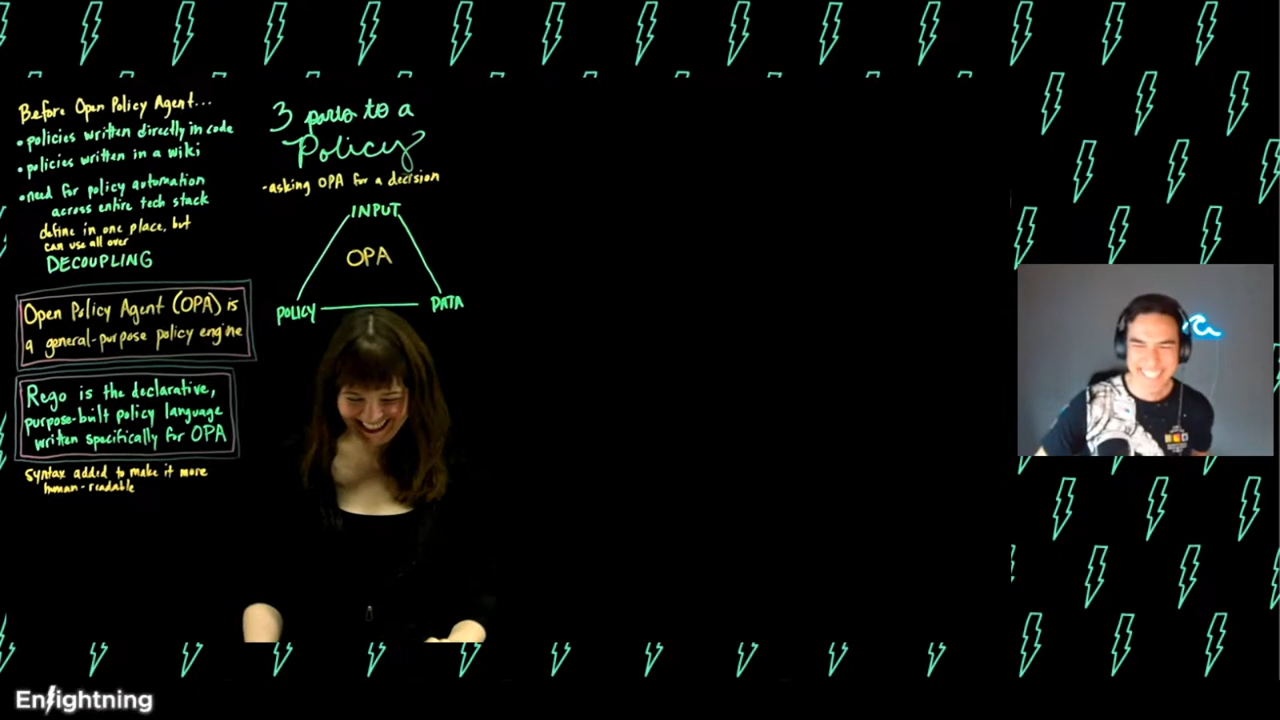 Before Open Policy Agent...
• policies written directly in code
• policies written in a wiki
• need for policy automation
across entire tech stack
define in one place, but
can use all over
DECOUPLING
Open Policy Agent (OPA) is
a general-purpose policy engine
Rego is the declarative,
purpose-built policy language
written specifically for OPA
syntax added to make it more
human-readable
3 parts to a
Policy
- asking OPA for a decision
INPUT
OPA
POLICY
DATA
Enlightning